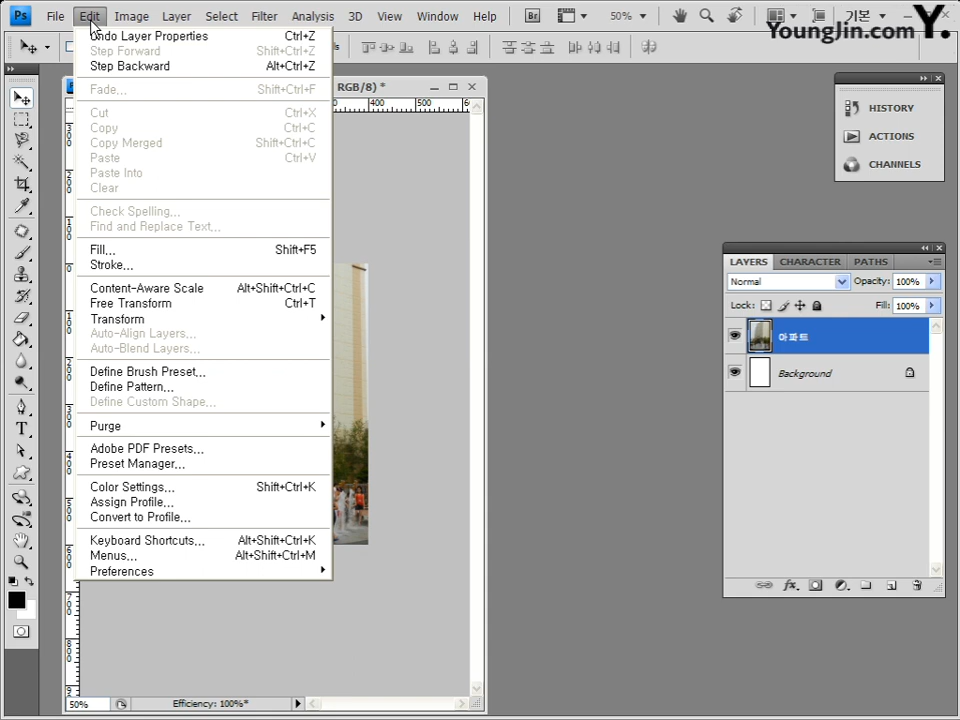 Ps File Edit Image Layer Select Filter Analysis 3D View Window Help Br 50% 기본
YoungJin.com Y.
Undo Layer Properties Ctrl+Z
Step Forward Shift+Ctrl+Z
Step Backward Alt+Ctrl+Z
Fade... Shift+Ctrl+F
Cut Ctrl+X
Copy Ctrl+C
Copy Merged Shift+Ctrl+C
Paste Ctrl+V
Paste Into
Clear
Check Spelling...
Find and Replace Text...
Fill... Shift+F5
Stroke...
Content-Aware Scale Alt+Shift+Ctrl+C
Free Transform Ctrl+T
Transform
Auto-Align Layers...
Auto-Blend Layers...
Define Brush Preset...
Define Pattern...
Define Custom Shape...
Purge
Adobe PDF Presets...
Preset Manager...
Color Settings... Shift+Ctrl+K
Assign Profile...
Convert to Profile...
Keyboard Shortcuts... Alt+Shift+Ctrl+K
Menus... Alt+Shift+Ctrl+M
Preferences
RGB/8) *
400 500
50% Efficiency: 100%*
HISTORY
ACTIONS
CHANNELS
LAYERS CHARACTER PATHS
Normal Opacity: 100%
Lock: Fill: 100%
아파트
Background